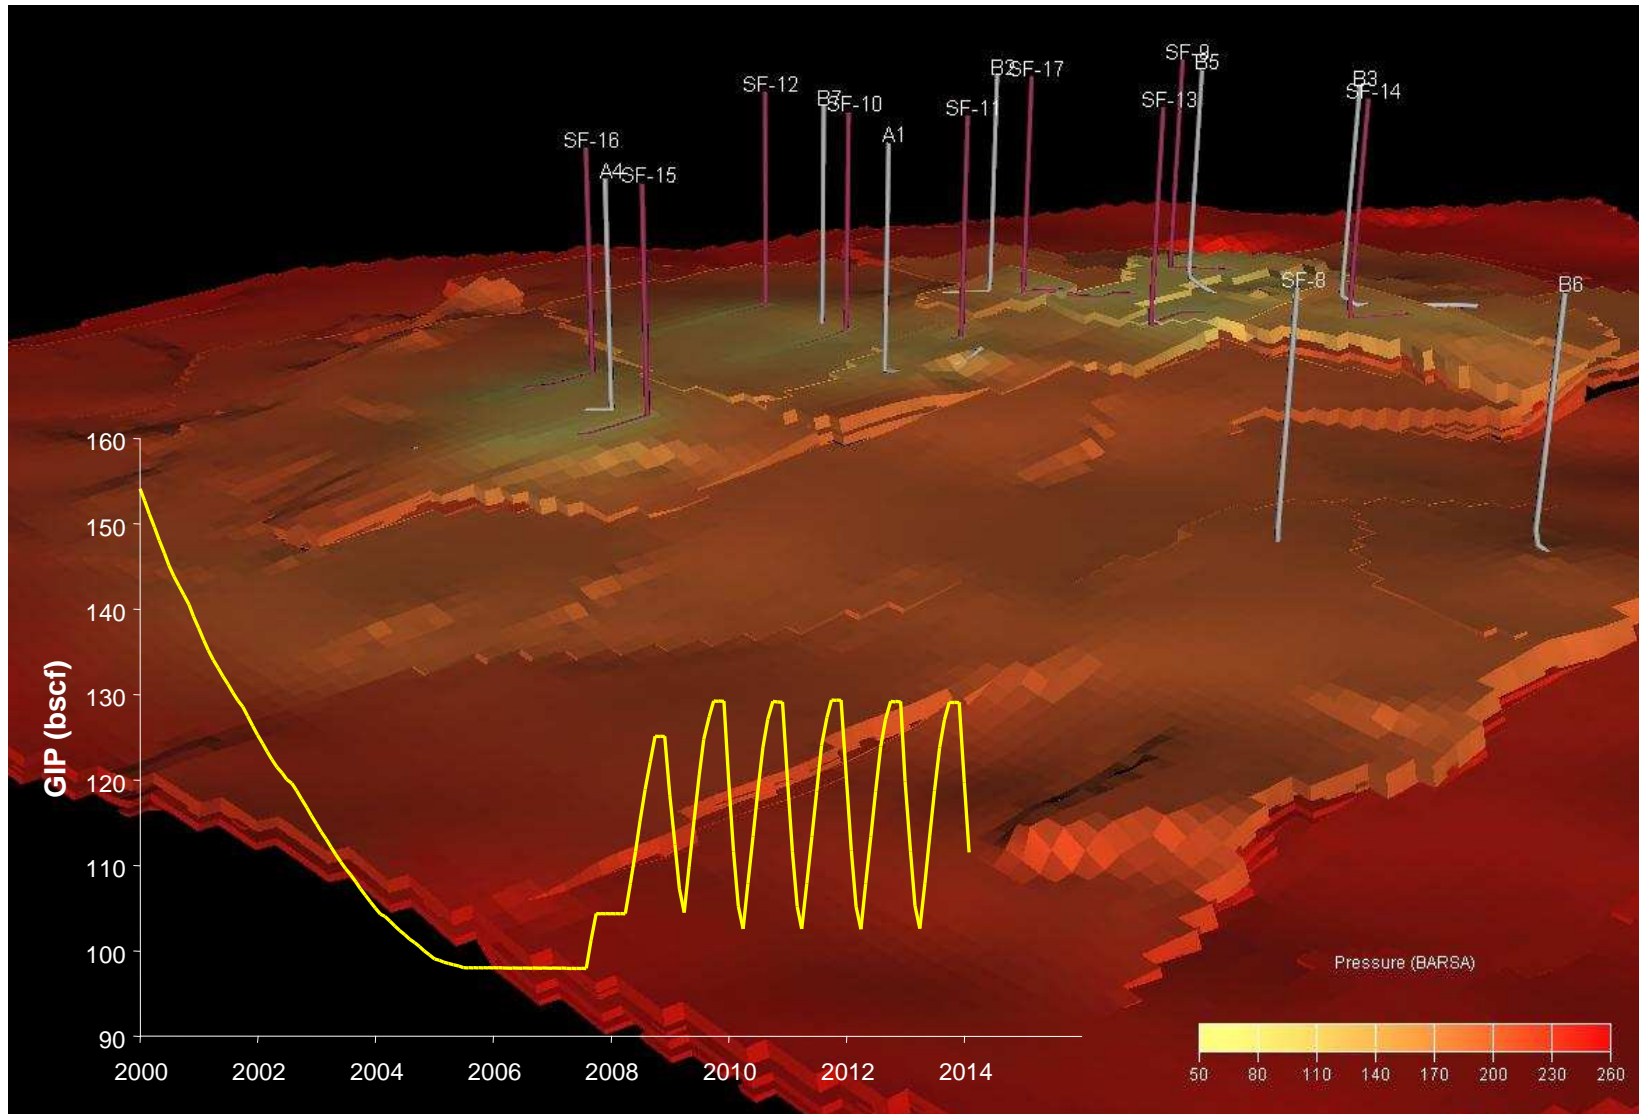 SF-9
B5
B2
SF-17
B3
SF-14
SF-12
B7
SF-10
SF-11
SF-13
A1
SF-16
A4
SF-15
SF-8
B6
160
150
140
130
120
110
100
90
GIP (bscf)
2000 2002 2004 2006 2008 2010 2012 2014
Pressure (BARSA)
50 80 110 140 170 200 230 260